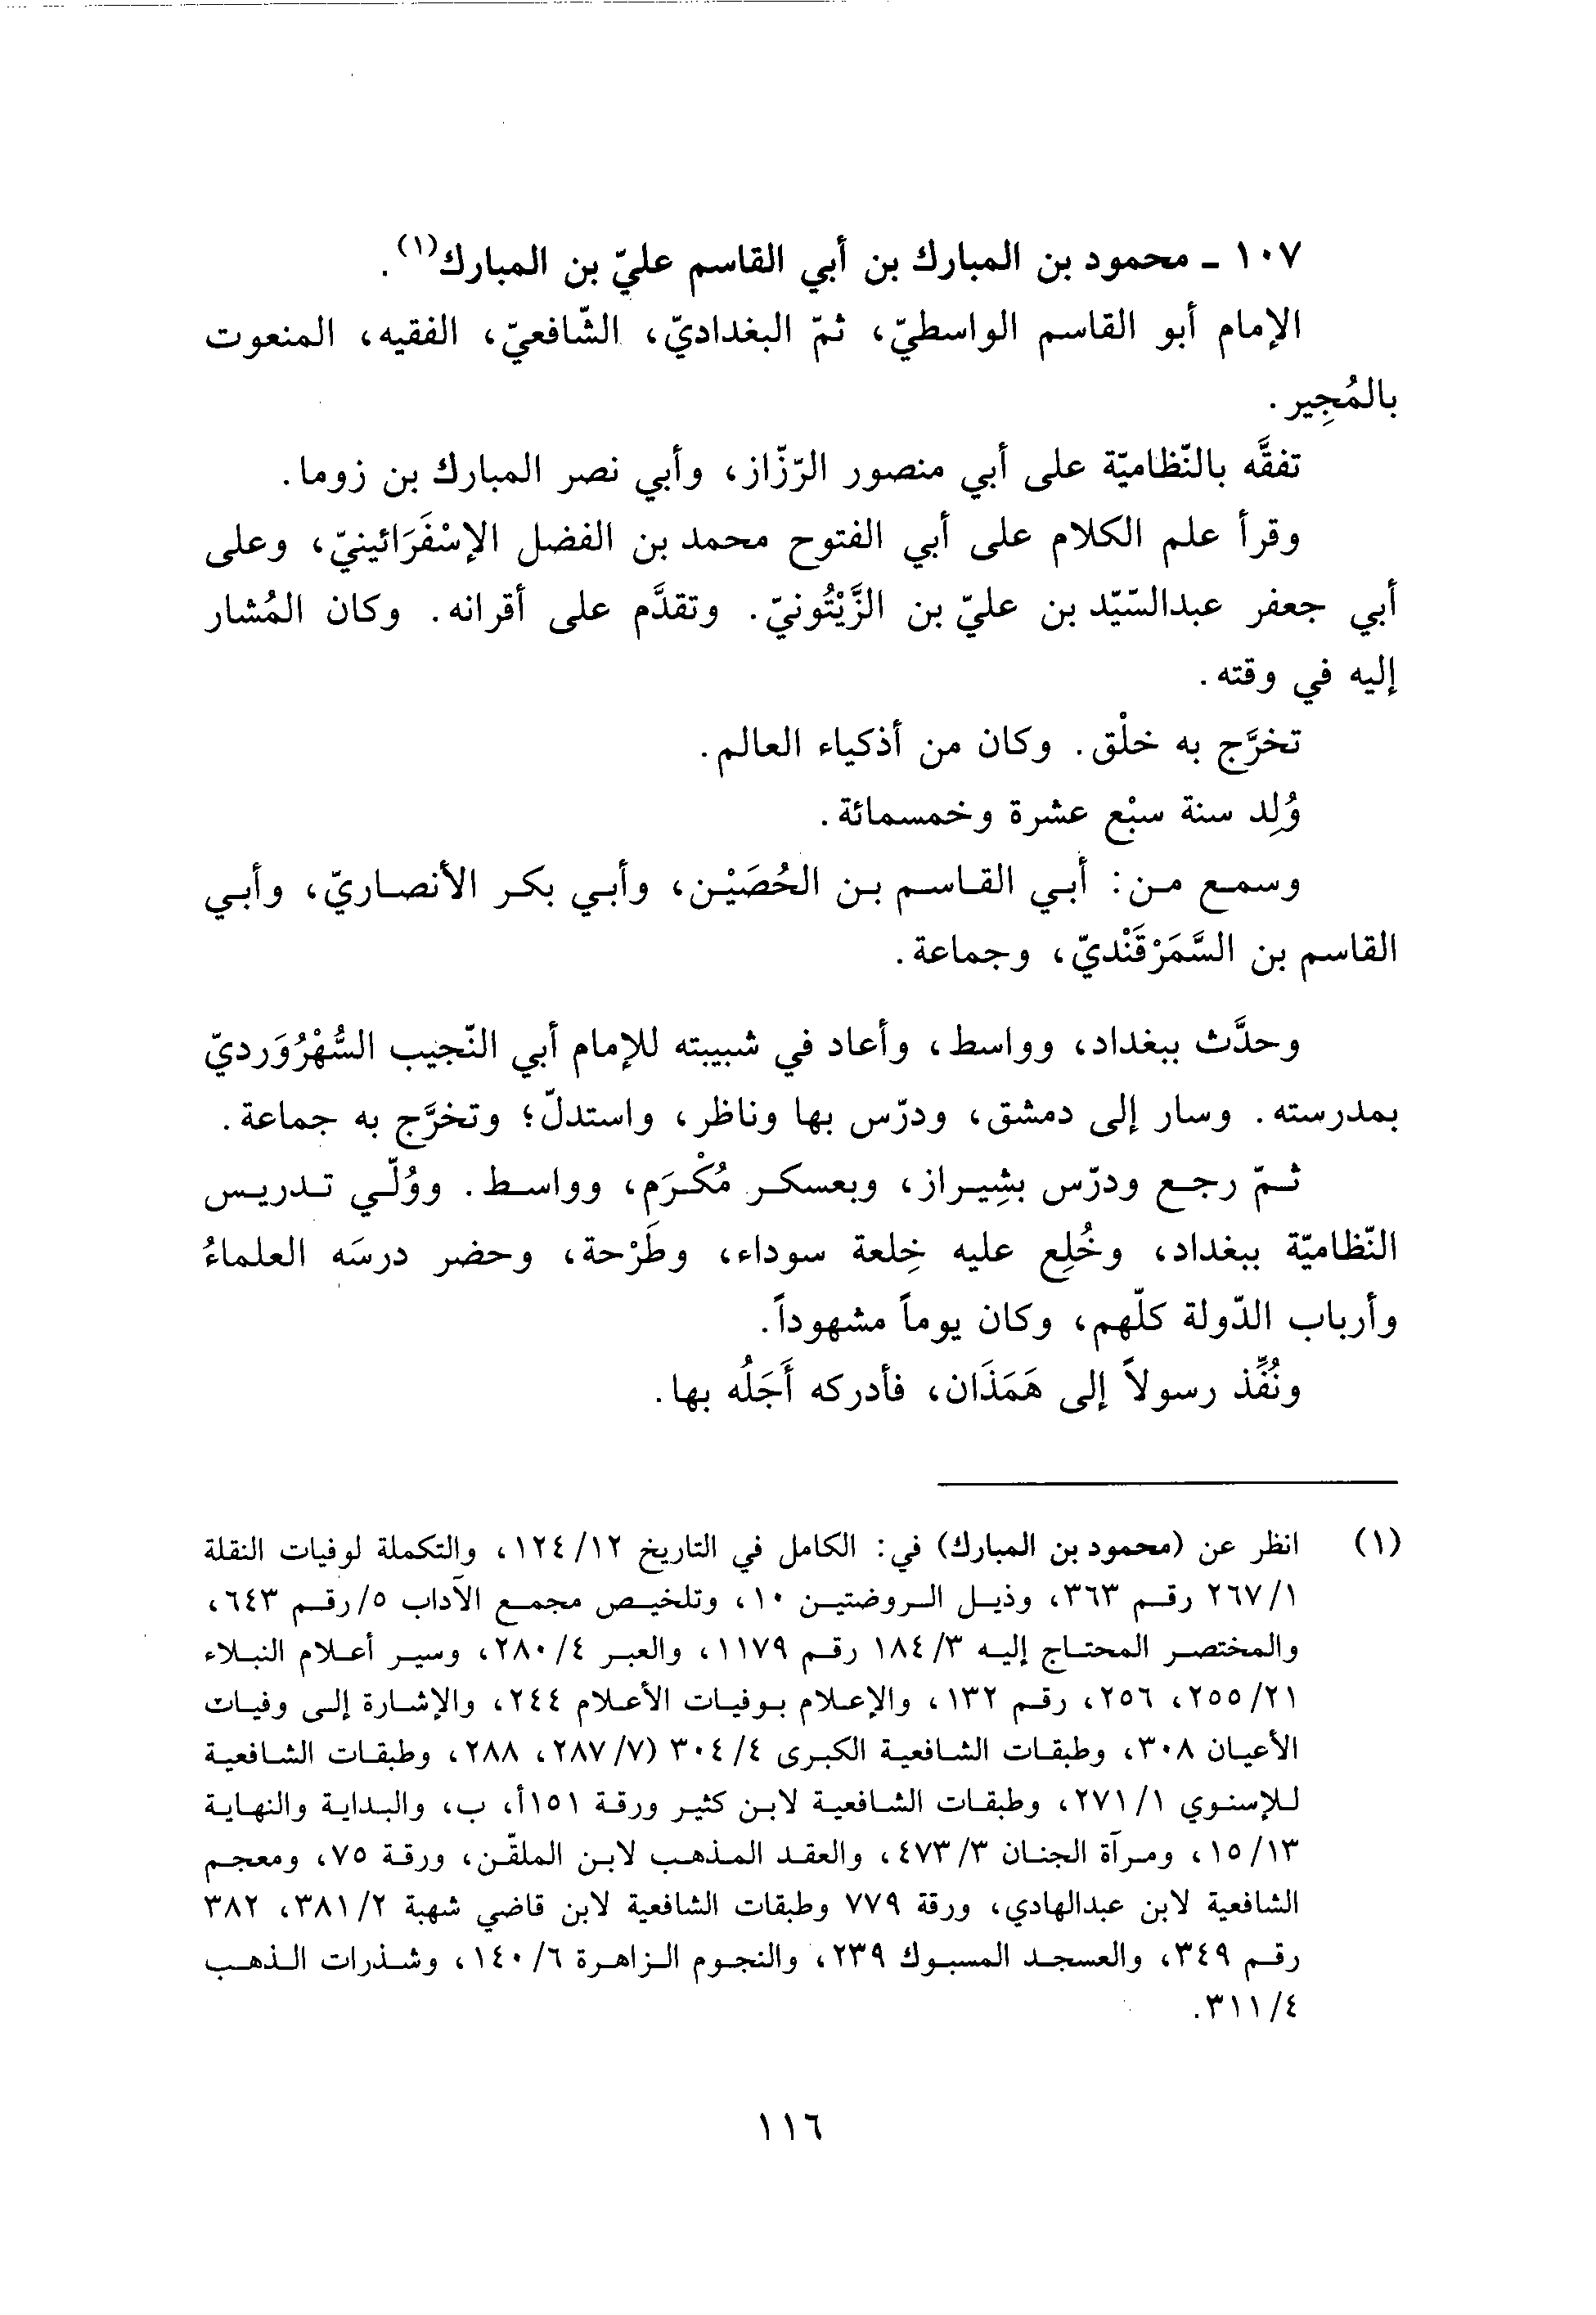 ١٠٧ ـ محمود بن المبارك بن أبي القاسم عليّ بن المبارك(١).
الإمام أبو القاسم الواسطيّ، ثمّ البغداديّ، الشّافعيّ، الفقيه، المنعوت
بالمُجِير.
تفقَّه بالنّظاميّة على أبي منصور الرّزّاز، وأبي نصر المبارك بن زوما.
وقرأ علم الكلام على أبي الفتوح محمد بن الفضل الإسْفَرَائينيّ، وعلى
أبي جعفر عبدالسّيّد بن عليّ بن الزَّيْتُونيّ. وتقدَّم على أقرانه. وكان المُشار
إليه في وقته.
تخرَّج به خلْق. وكان من أذكياء العالم.
وُلِد سنة سبْع عشرة وخمسمائة.
وسمع من: أبي القاسم بن الحُصَيْن، وأبي بكر الأنصاريّ، وأبي
القاسم بن السَّمَرْقَنْديّ، وجماعة.
وحدَّث ببغداد، وواسط، وأعاد في شبيبته للإمام أبي النّجيب السُّهْرُوَرديّ
بمدرسته. وسار إلى دمشق، ودرّس بها وناظر، واستدلّ؛ وتخرَّج به جماعة.
ثمّ رجع ودرّس بشِيراز، وبعسكر مُكْرَم، وواسط. ووُلّي تدريس
النّظاميّة ببغداد، وخُلِع عليه خِلعة سوداء، وطَرْحة، وحضر درسَه العلماءُ
وأرباب الدّولة كلّهم، وكان يوماً مشهوداً.
ونُفِّذ رسولاً إلى هَمَذَان، فأدركه أَجَلُه بها.
(١) انظر عن (محمود بن المبارك) في: الكامل في التاريخ ١٢/ ١٢٤، والتكملة لوفيات النقلة
١/ ٢٦٧ رقم ٣٦٣، وذيل الروضتين ١٠، وتلخيص مجمع الآداب ٥/رقم ٦٤٣،
والمختصر المحتاج إليه ٣/ ١٨٤ رقم ١١٧٩، والعبر ٤/ ٢٨٠، وسير أعلام النبلاء
٢١/ ٢٥٥، ٢٥٦، رقم ١٣٢، والإعلام بوفيات الأعلام ٢٤٤، والإشارة إلى وفيات
الأعيان ٣٠٨، وطبقات الشافعية الكبرى ٤/ ٣٠٤ (٧/ ٢٨٧، ٢٨٨، وطبقات الشافعية
للإسنوي ١/ ٢٧١، وطبقات الشافعية لابن كثير ورقة ١٥١أ، ب، والبداية والنهاية
١٣/ ١٥، ومرآة الجنان ٣/ ٤٧٣، والعقد المذهب لابن الملقّن، ورقة ٧٥، ومعجم
الشافعية لابن عبدالهادي، ورقة ٧٧٩ وطبقات الشافعية لابن قاضي شهبة ٢/ ٣٨١، ٣٨٢
رقم ٣٤٩، والعسجد المسبوك ٢٣٩، والنجوم الزاهرة ٦/ ١٤٠، وشذرات الذهب
٤/ ٣١١.
١١٦